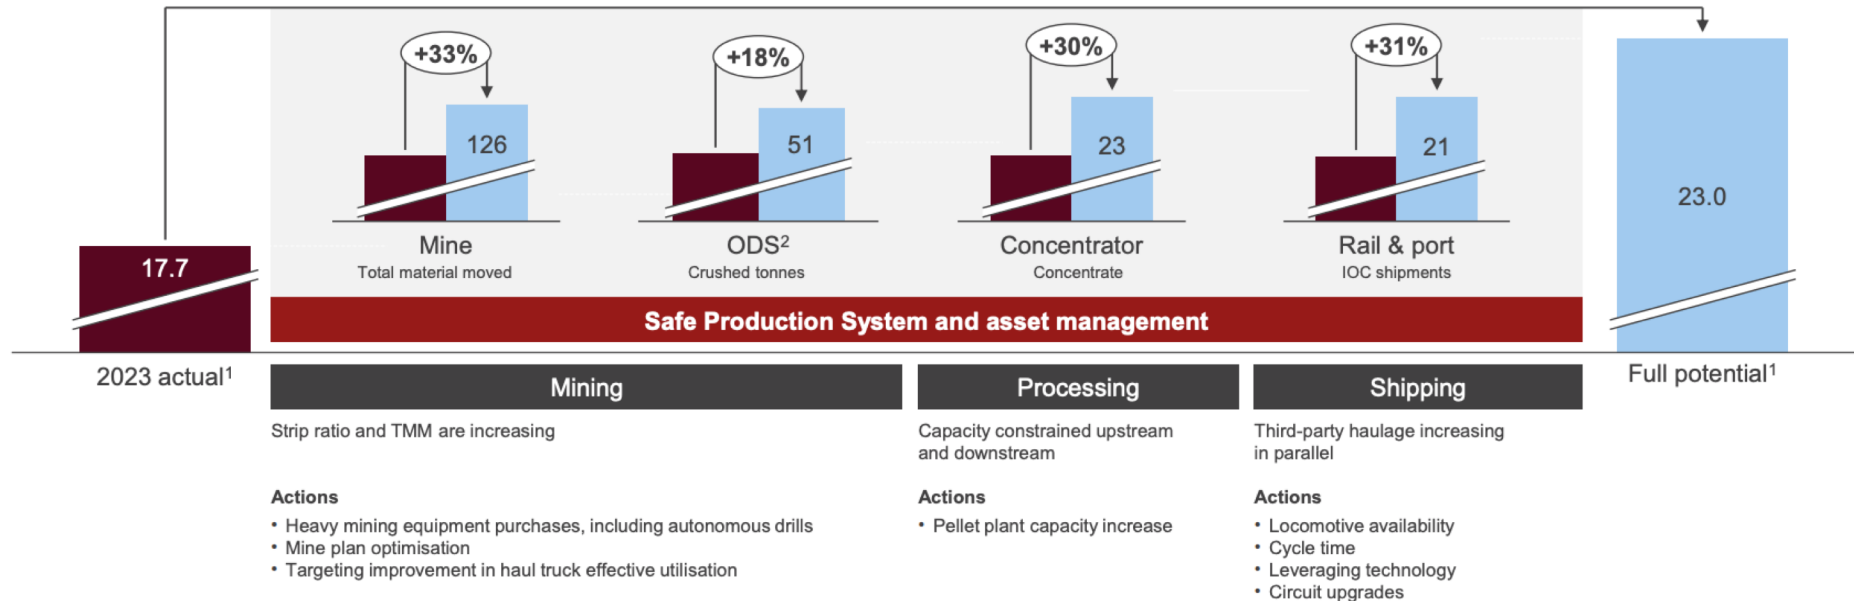 +33%
+18%
+30%
+31%
126
51
23
21
23.0
17.7
Mine
Total material moved
ODS²
Crushed tonnes
Concentrator
Concentrate
Rail & port
IOC shipments
Safe Production System and asset management
2023 actual¹
Full potential¹
Mining
Strip ratio and TMM are increasing
Actions
• Heavy mining equipment purchases, including autonomous drills
• Mine plan optimisation
• Targeting improvement in haul truck effective utilisation
Processing
Capacity constrained upstream
and downstream
Actions
• Pellet plant capacity increase
Shipping
Third-party haulage increasing
in parallel
Actions
• Locomotive availability
• Cycle time
• Leveraging technology
• Circuit upgrades